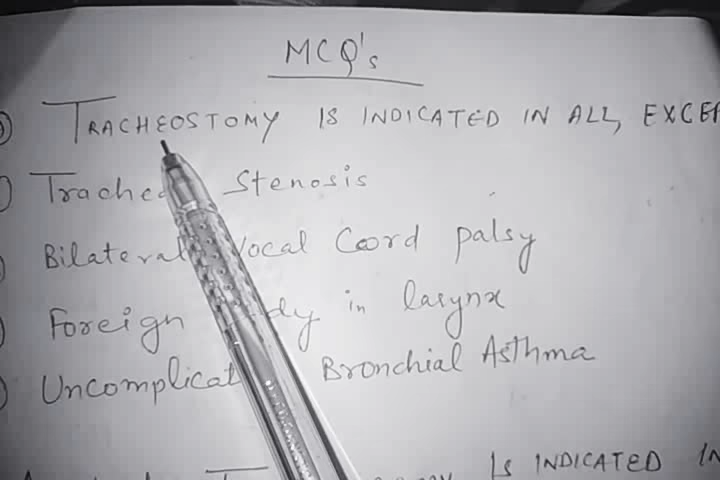 MCQ's
TRACHEOSTOMY IS INDICATED IN ALL, EXCEP
Trache Stenosis
Bilateral Vocal Coord palsy
Foreign dy in larynx
Uncomplicat Bronchial Asthma
IS INDICATED IN